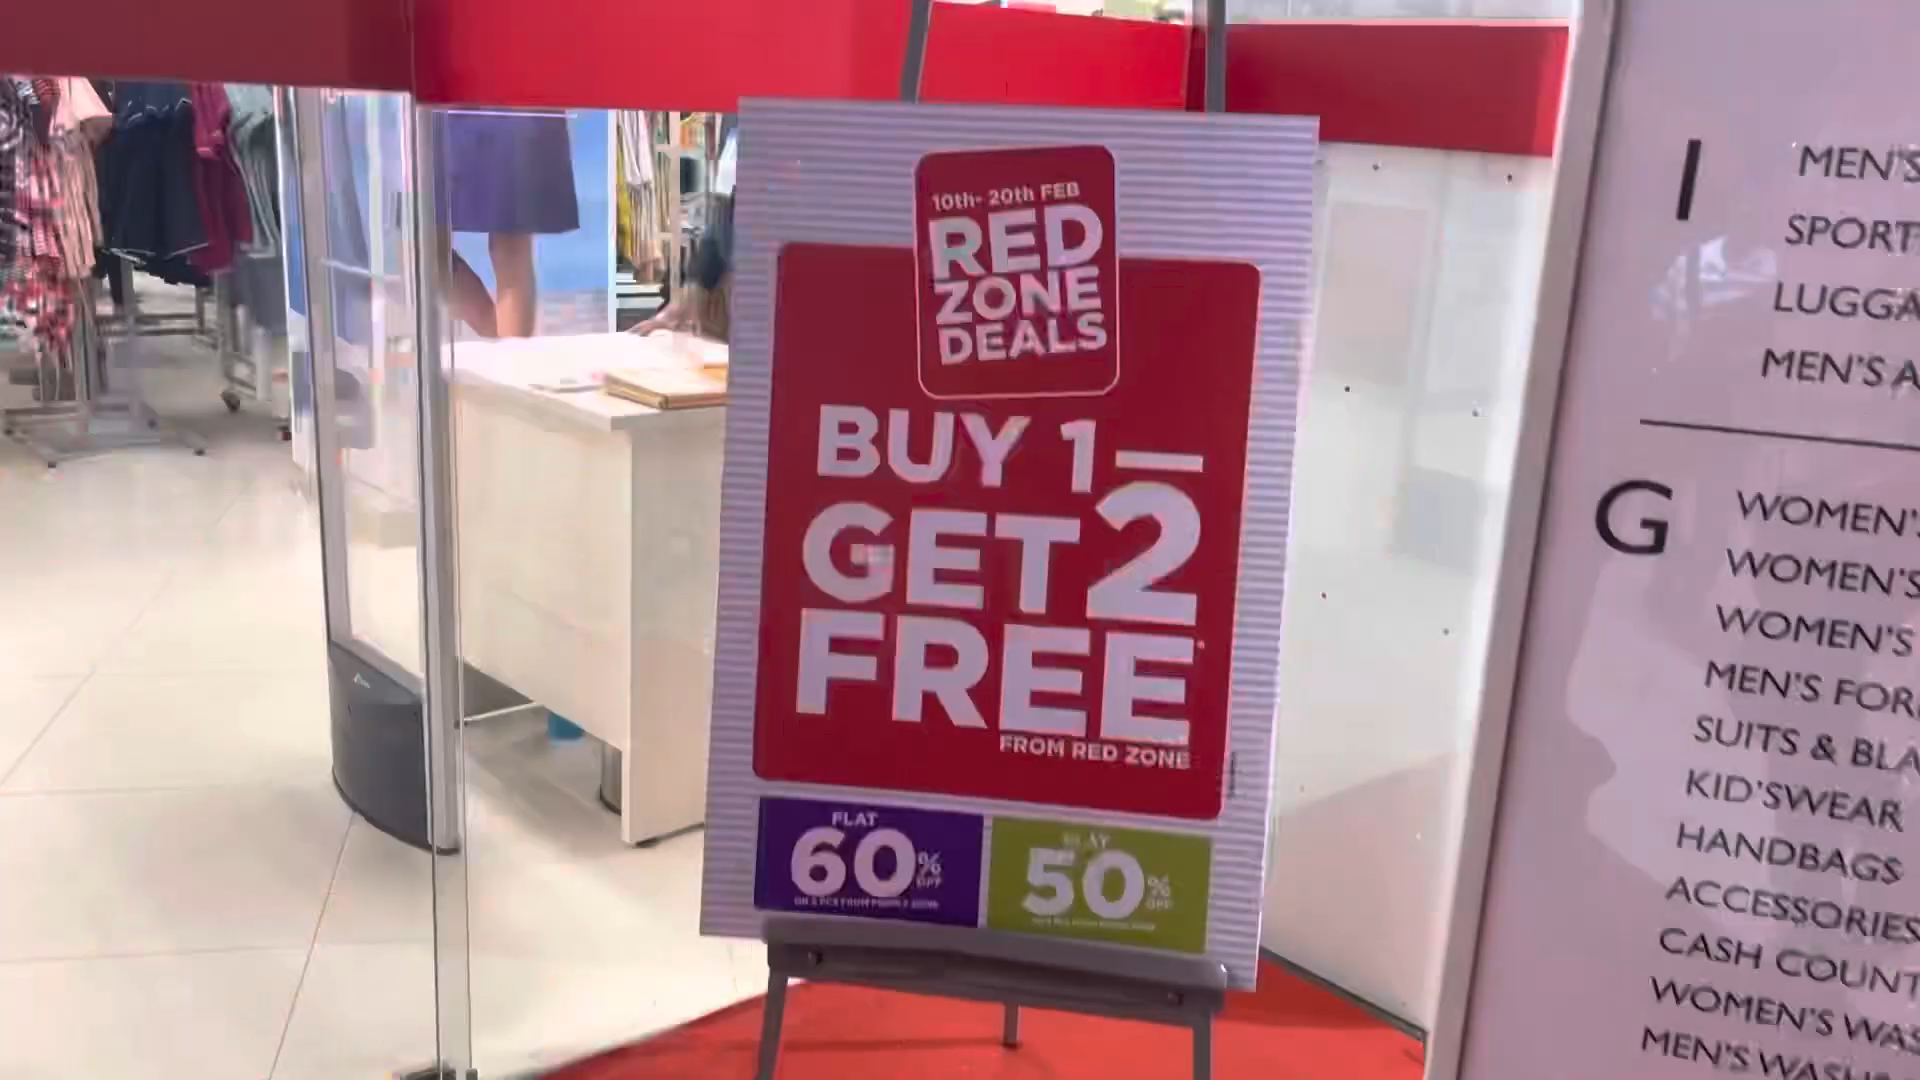 10th- 20th FEB
RED
ZONE
DEALS
BUY 1
GET 2
FREE
FROM RED ZONE
FLAT
60% OFF
FLAT
50% OFF
1
MEN'S
SPORT
LUGGA
MEN'S A
G
WOMEN'
WOMEN'S
WOMEN'S
MEN'S FOR
SUITS & BLA
KID'SWEAR
HANDBAGS
ACCESSORIES
CASH COUNT
WOMEN'S WAS
MEN'S WASH